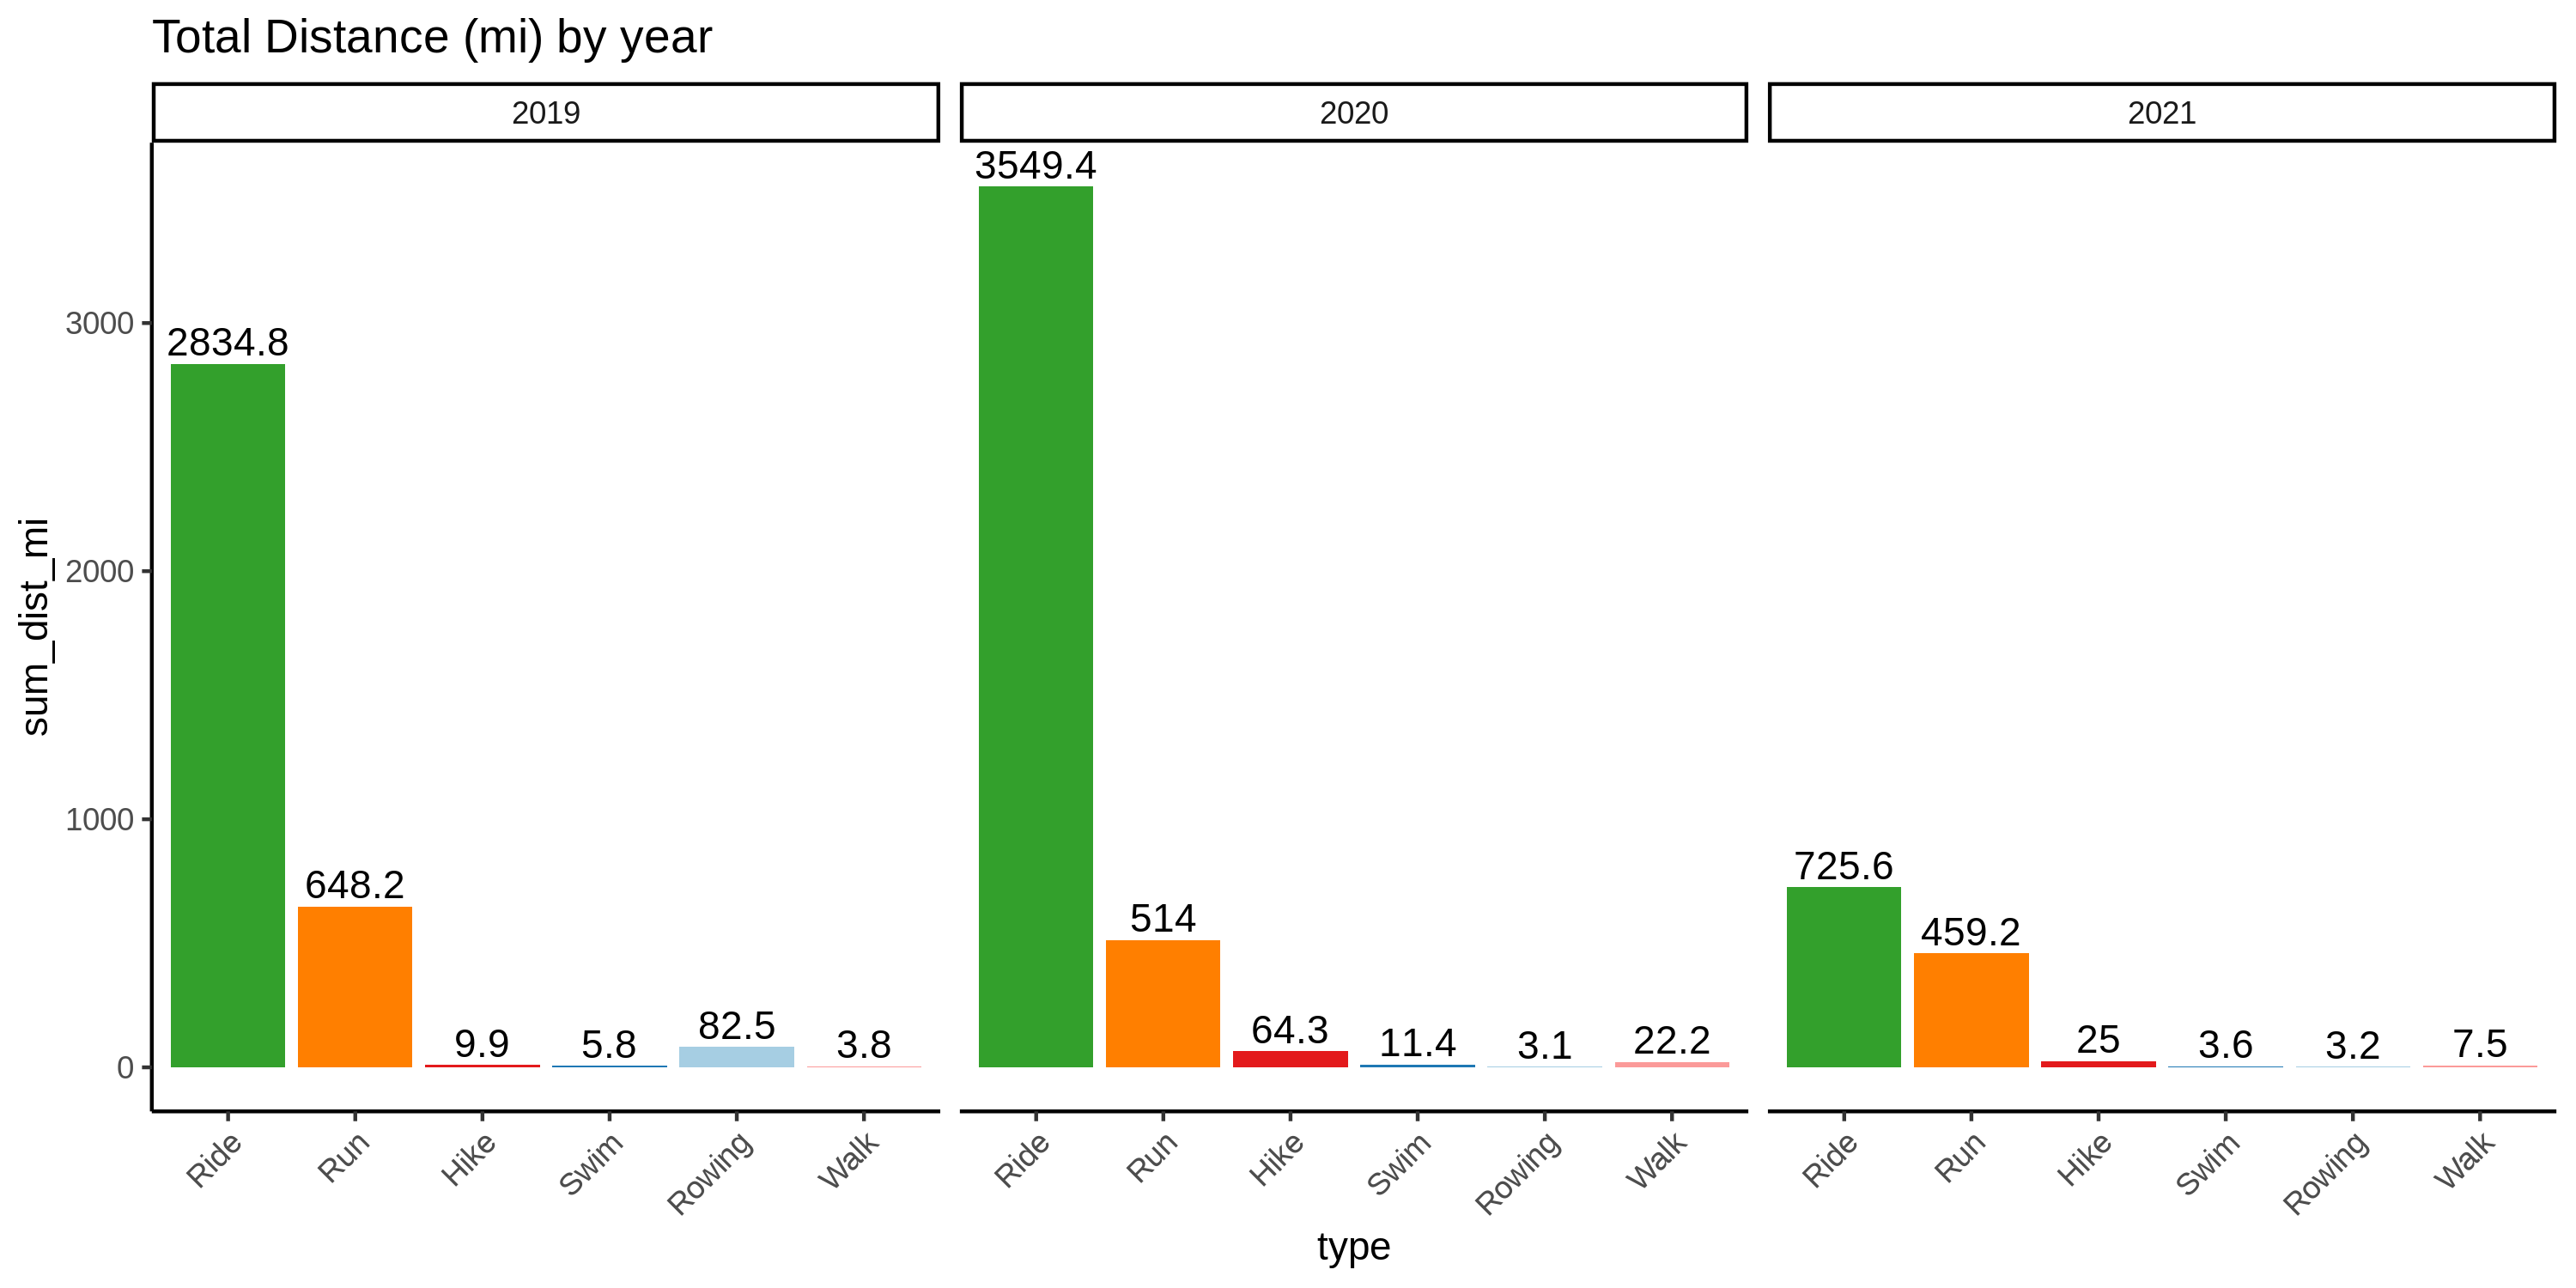 Total Distance (mi) by year
2019
2020
2021
sum_dist_mi
3000
2000
1000
0
2834.8
648.2
9.9
5.8
82.5
3.8
3549.4
514
64.3
11.4
3.1
22.2
725.6
459.2
25
3.6
3.2
7.5
Ride
Run
Hike
Swim
Rowing
Walk
Ride
Run
Hike
Swim
Rowing
Walk
Ride
Run
Hike
Swim
Rowing
Walk
type